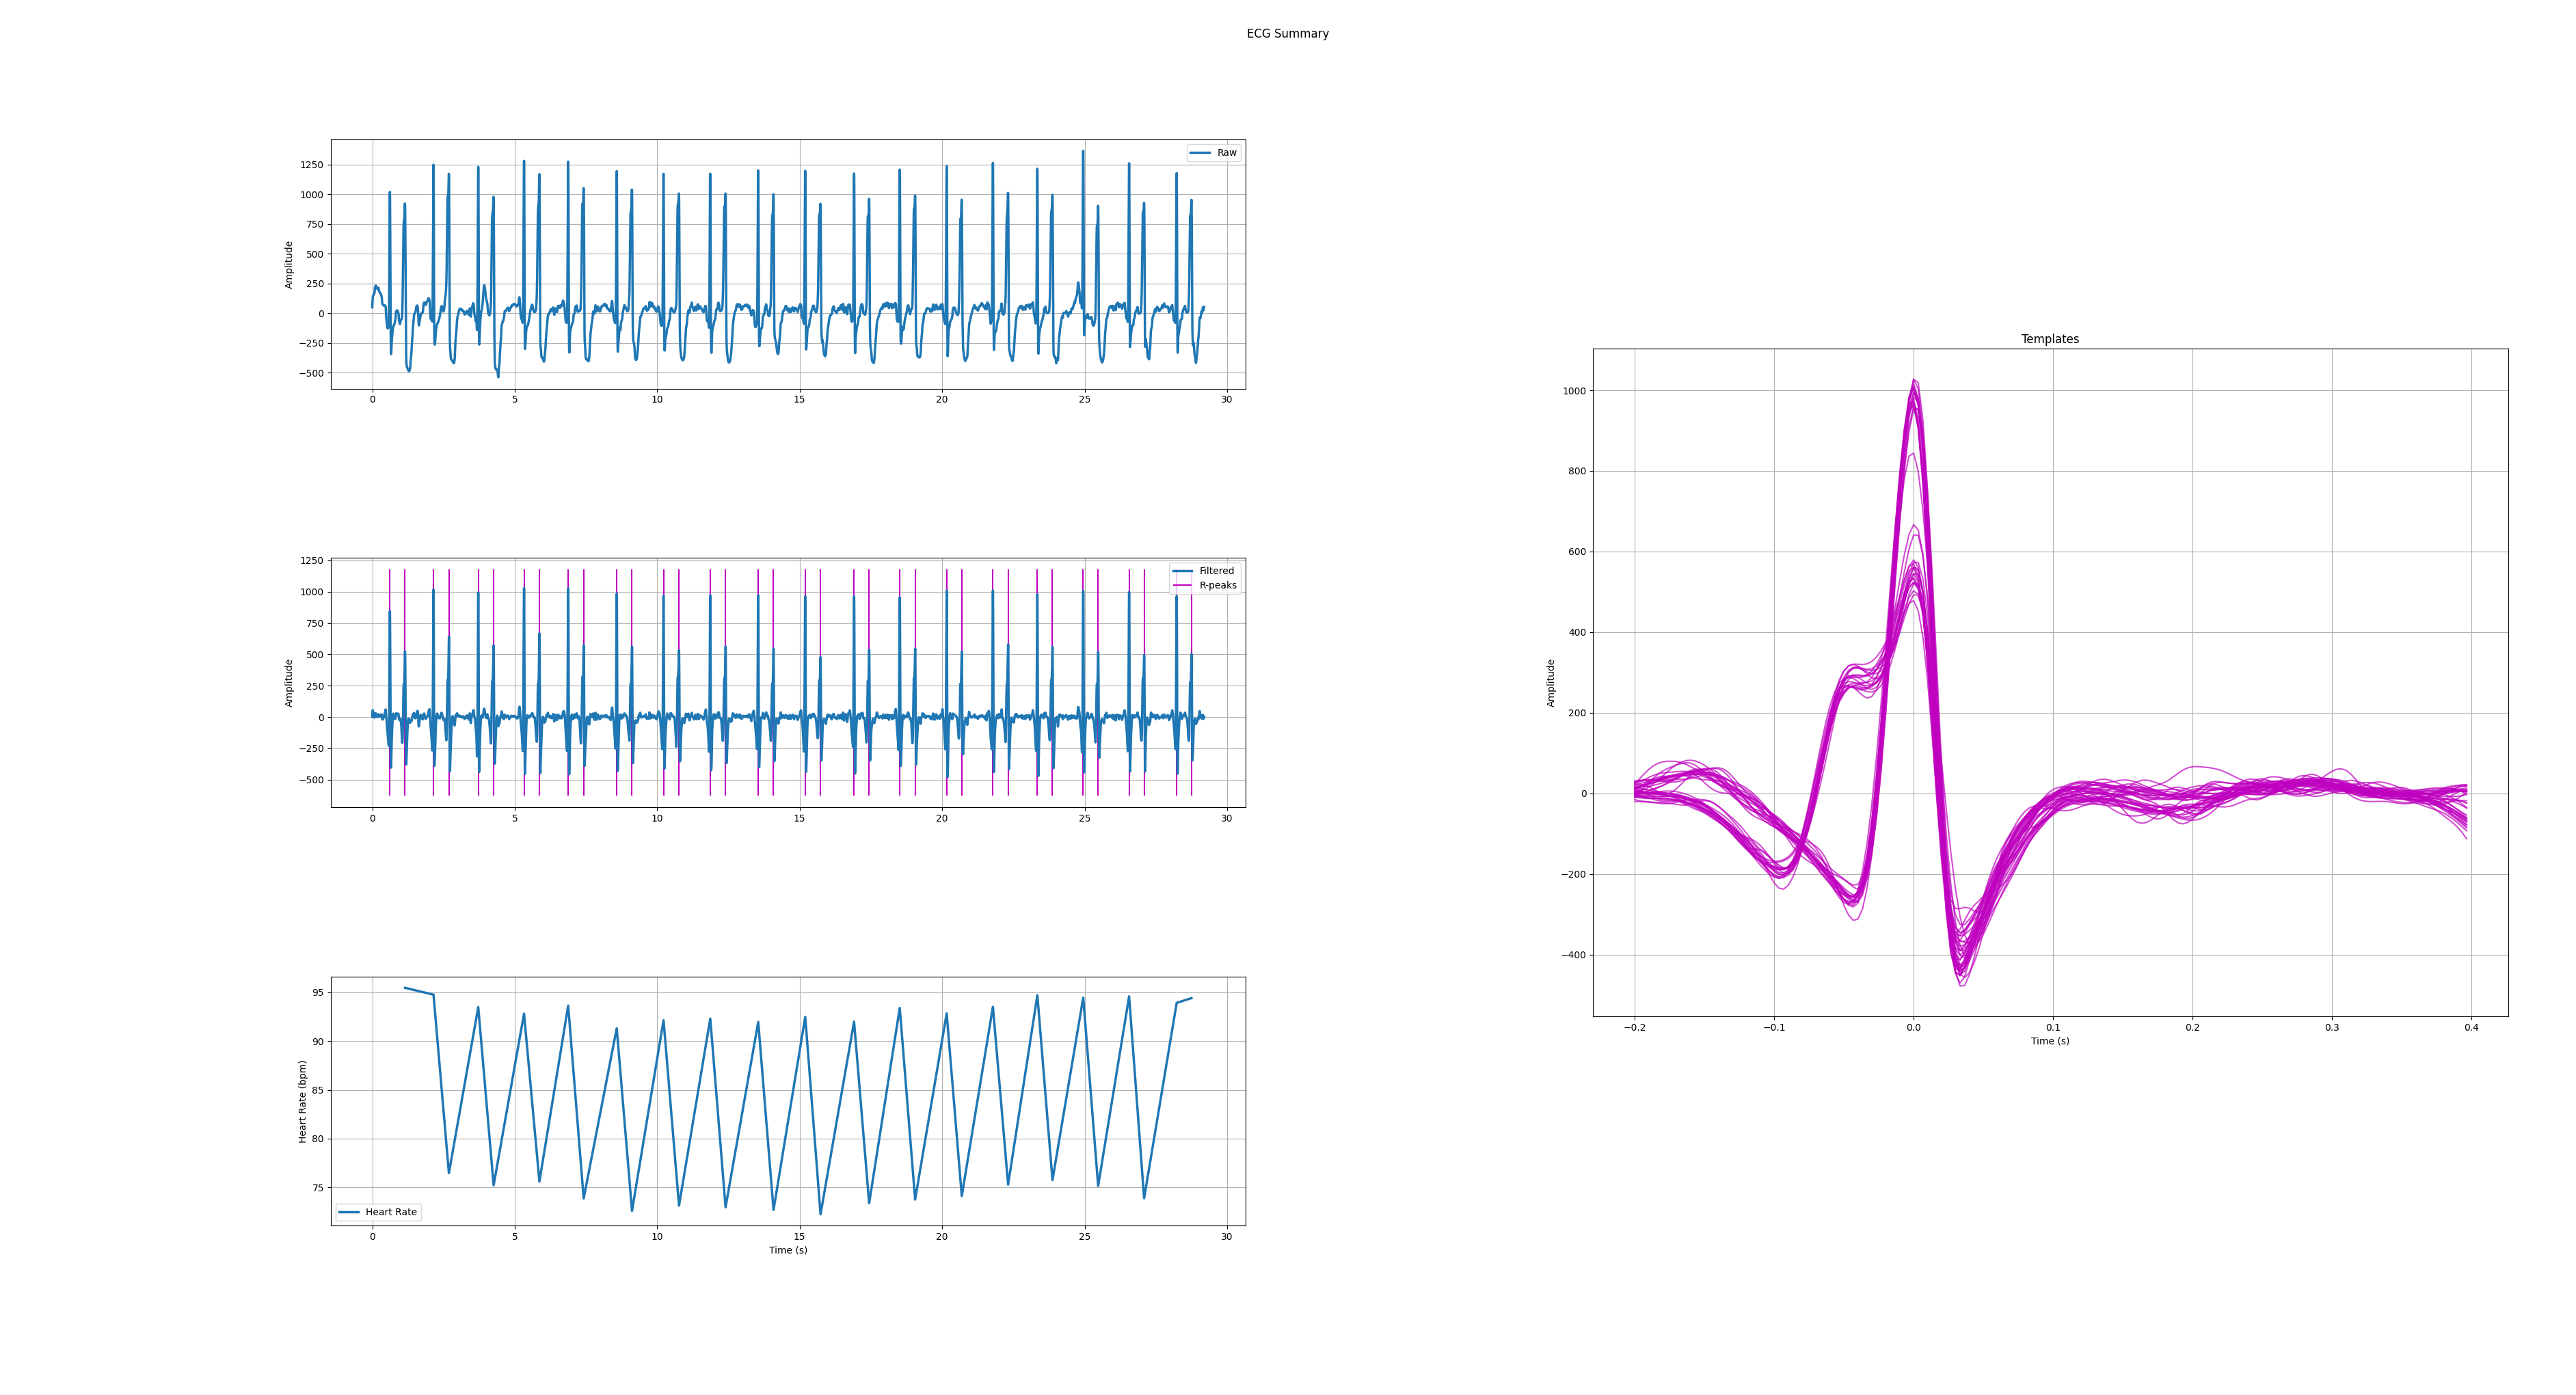 ECG Summary
Raw
Amplitude
1250
1000
750
500
250
0
−250
−500
0 5 10 15 20 25 30
Filtered
R-peaks
Amplitude
1250
1000
750
500
250
0
−250
−500
0 5 10 15 20 25 30
Heart Rate (bpm)
95
90
85
80
75
Heart Rate
0 5 10 15 20 25 30
Time (s)
Templates
Amplitude
1000
800
600
400
200
0
−200
−400
−0.2 −0.1 0.0 0.1 0.2 0.3 0.4
Time (s)